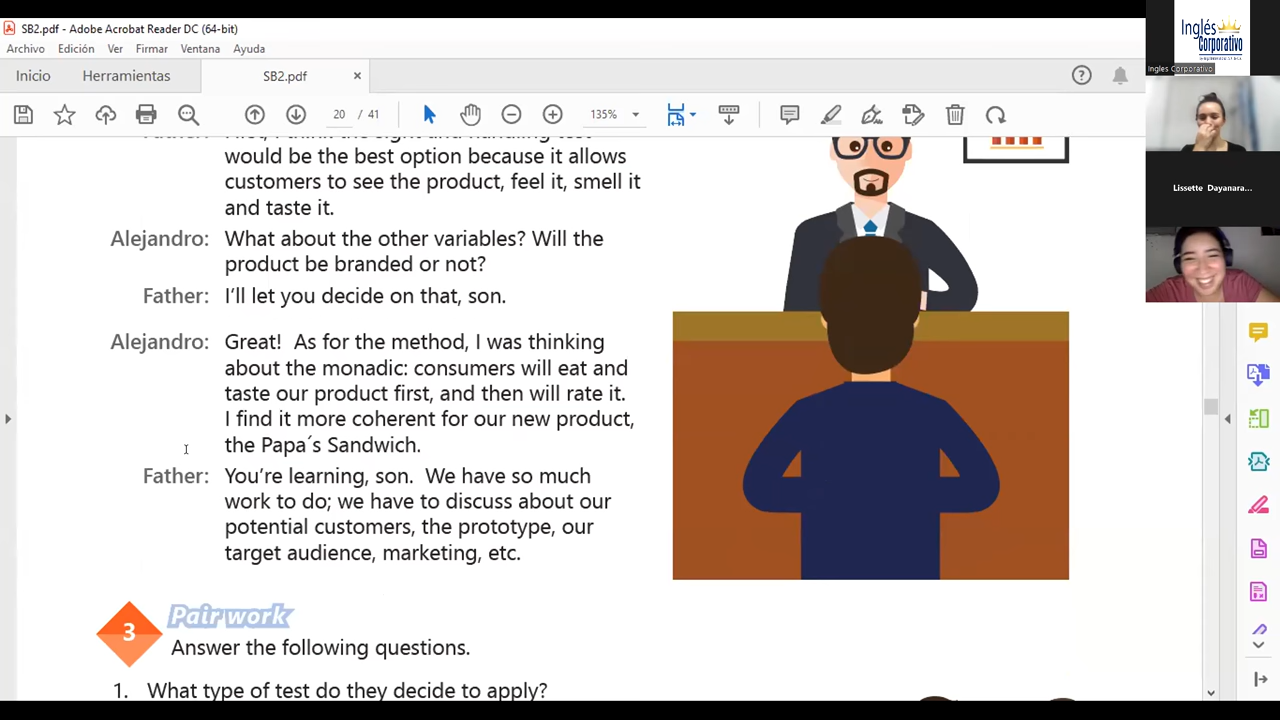 SB2.pdf - Adobe Acrobat Reader DC (64-bit)
Archivo Edición Ver Firmar Ventana Ayuda
Inicio Herramientas SB2.pdf ×
20 / 41 135%
would be the best option because it allows
customers to see the product, feel it, smell it
and taste it.
Alejandro: What about the other variables? Will the
product be branded or not?
Father: I'll let you decide on that, son.
Alejandro: Great! As for the method, I was thinking
about the monadic: consumers will eat and
taste our product first, and then will rate it.
I find it more coherent for our new product,
the Papa´s Sandwich.
Father: You're learning, son. We have so much
work to do; we have to discuss about our
potential customers, the prototype, our
target audience, marketing, etc.
3 Pair work
Answer the following questions.
1. What type of test do they decide to apply?
Inglés
Corporativo
Ingles Corporativo
Lissette Dayanara...